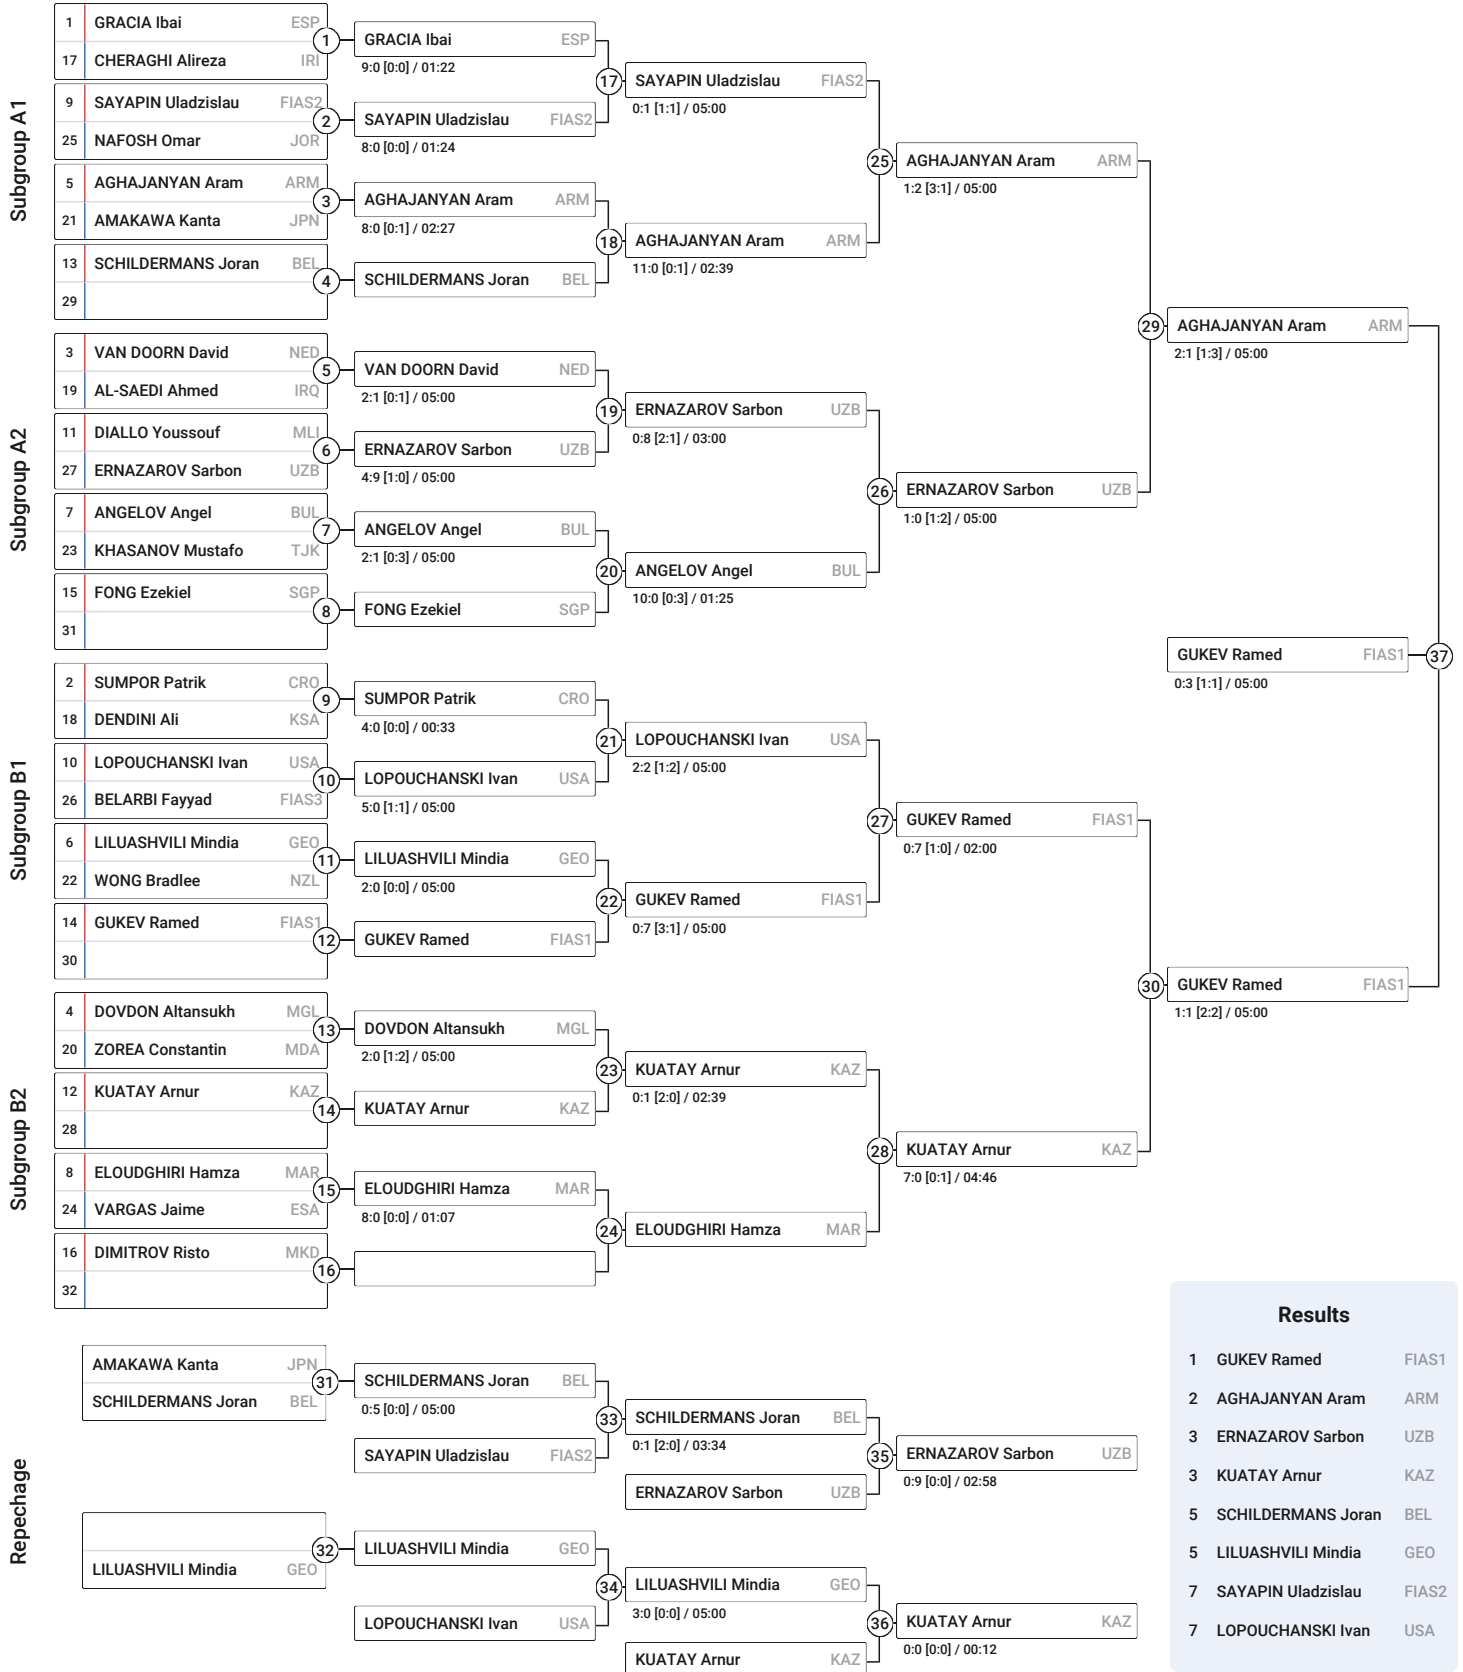 Subgroup A1
1 GRACIA Ibai ESP
17 CHERAGHI Alireza IRI
1
9 SAYAPIN Uladzislau FIAS2
25 NAFOSH Omar JOR
2
5 AGHAJANYAN Aram ARM
21 AMAKAWA Kanta JPN
3
13 SCHILDERMANS Joran BEL
29
4
GRACIA Ibai ESP
9:0 [0:0] / 01:22
SAYAPIN Uladzislau FIAS2
8:0 [0:0] / 01:24
17
AGHAJANYAN Aram ARM
8:0 [0:1] / 02:27
SCHILDERMANS Joran BEL
18
SAYAPIN Uladzislau FIAS2
0:1 [1:1] / 05:00
AGHAJANYAN Aram ARM
11:0 [0:1] / 02:39
25
AGHAJANYAN Aram ARM
1:2 [3:1] / 05:00
Subgroup A2
3 VAN DOORN David NED
19 AL-SAEDI Ahmed IRQ
5
11 DIALLO Youssouf MLI
27 ERNAZAROV Sarbon UZB
6
7 ANGELOV Angel BUL
23 KHASANOV Mustafo TJK
7
15 FONG Ezekiel SGP
31
8
VAN DOORN David NED
2:1 [0:1] / 05:00
ERNAZAROV Sarbon UZB
4:9 [1:0] / 05:00
19
ANGELOV Angel BUL
2:1 [0:3] / 05:00
FONG Ezekiel SGP
20
ERNAZAROV Sarbon UZB
0:8 [2:1] / 03:00
ANGELOV Angel BUL
10:0 [0:3] / 01:25
26
ERNAZAROV Sarbon UZB
1:0 [1:2] / 05:00
29
AGHAJANYAN Aram ARM
2:1 [1:3] / 05:00
GUKEV Ramed FIAS1
0:3 [1:1] / 05:00
37
Subgroup B1
2 SUMPOR Patrik CRO
18 DENDINI Ali KSA
9
10 LOPOUCHANSKI Ivan USA
26 BELARBI Fayyad FIAS3
10
6 LILUASHVILI Mindia GEO
22 WONG Bradlee NZL
11
14 GUKEV Ramed FIAS1
30
12
SUMPOR Patrik CRO
4:0 [0:0] / 00:33
LOPOUCHANSKI Ivan USA
5:0 [1:1] / 05:00
21
LILUASHVILI Mindia GEO
2:0 [0:0] / 05:00
GUKEV Ramed FIAS1
22
LOPOUCHANSKI Ivan USA
2:2 [1:2] / 05:00
GUKEV Ramed FIAS1
0:7 [3:1] / 05:00
27
GUKEV Ramed FIAS1
0:7 [1:0] / 02:00
Subgroup B2
4 DOVDON Altansukh MGL
20 ZOREA Constantin MDA
13
12 KUATAY Arnur KAZ
28
14
8 ELOUDGHIRI Hamza MAR
24 VARGAS Jaime ESA
15
16 DIMITROV Risto MKD
32
16
DOVDON Altansukh MGL
2:0 [1:2] / 05:00
KUATAY Arnur KAZ
23
ELOUDGHIRI Hamza MAR
8:0 [0:0] / 01:07
24
KUATAY Arnur KAZ
0:1 [2:0] / 02:39
ELOUDGHIRI Hamza MAR
28
KUATAY Arnur KAZ
7:0 [0:1] / 04:46
30
GUKEV Ramed FIAS1
1:1 [2:2] / 05:00
Repechage
AMAKAWA Kanta JPN
SCHILDERMANS Joran BEL
31
SCHILDERMANS Joran BEL
0:5 [0:0] / 05:00
SAYAPIN Uladzislau FIAS2
33
SCHILDERMANS Joran BEL
0:1 [2:0] / 03:34
ERNAZAROV Sarbon UZB
35
ERNAZAROV Sarbon UZB
0:9 [0:0] / 02:58
LILUASHVILI Mindia GEO
32
LILUASHVILI Mindia GEO
LOPOUCHANSKI Ivan USA
34
LILUASHVILI Mindia GEO
3:0 [0:0] / 05:00
KUATAY Arnur KAZ
36
KUATAY Arnur KAZ
0:0 [0:0] / 00:12
Results
1 GUKEV Ramed FIAS1
2 AGHAJANYAN Aram ARM
3 ERNAZAROV Sarbon UZB
3 KUATAY Arnur KAZ
5 SCHILDERMANS Joran BEL
5 LILUASHVILI Mindia GEO
7 SAYAPIN Uladzislau FIAS2
7 LOPOUCHANSKI Ivan USA